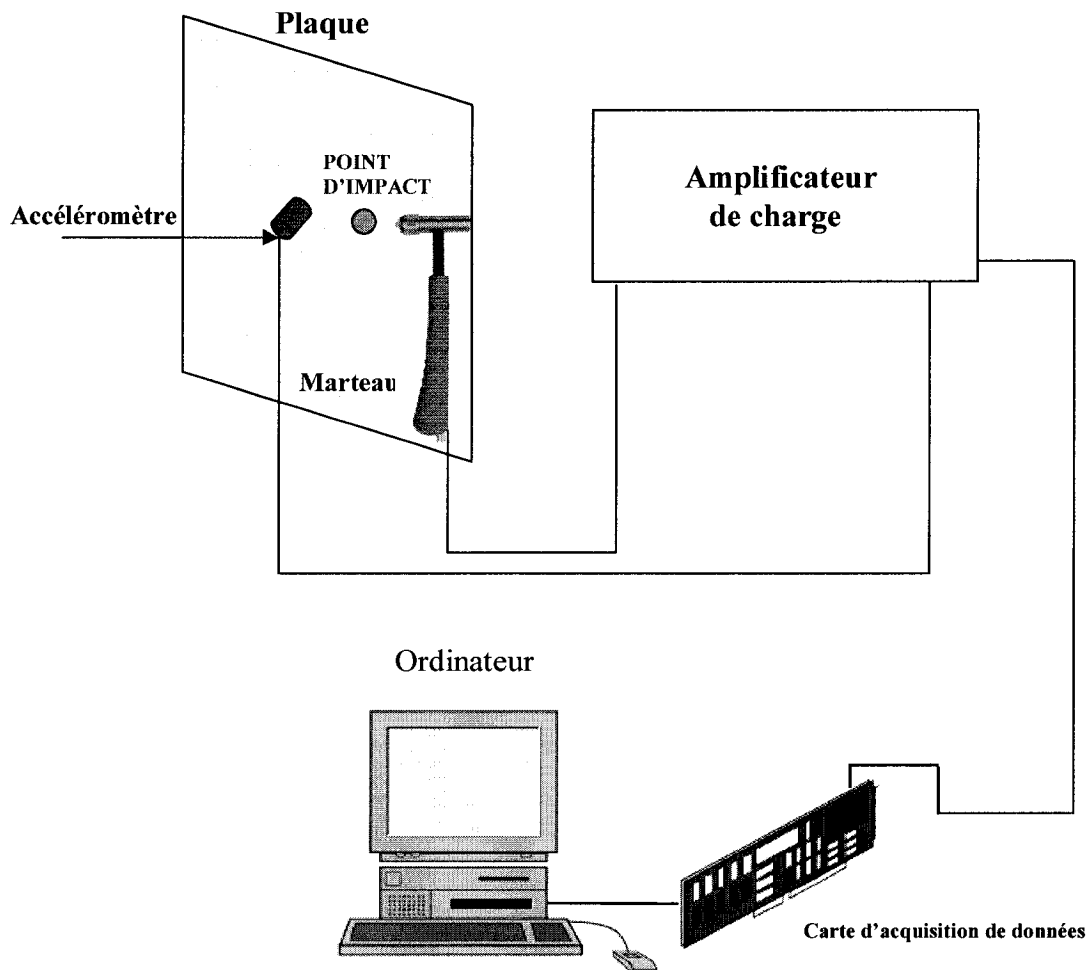 Plaque
POINT
D'IMPACT
Accéléromètre
Marteau
Amplificateur
de charge
Ordinateur
Carte d'acquisition de données